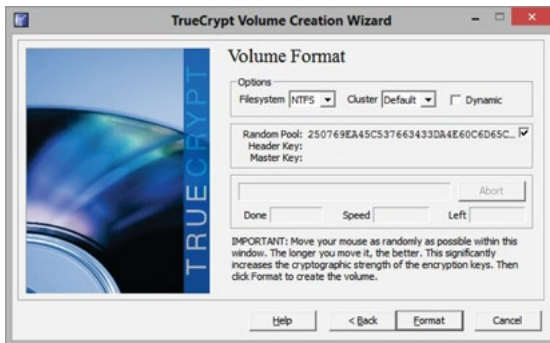 TrueCrypt Volume Creation Wizard
TRUECRYPT
Volume Format
Options
Filesystem NTFS Cluster Default Dynamic
Random Pool: 250769EA45C537663433DA4E60C6D65C...
Header Key:
Master Key:
Abort
Done Speed Left
IMPORTANT: Move your mouse as randomly as possible within this
window. The longer you move it, the better. This significantly
increases the cryptographic strength of the encryption keys. Then
click Format to create the volume.
Help < Back Format Cancel